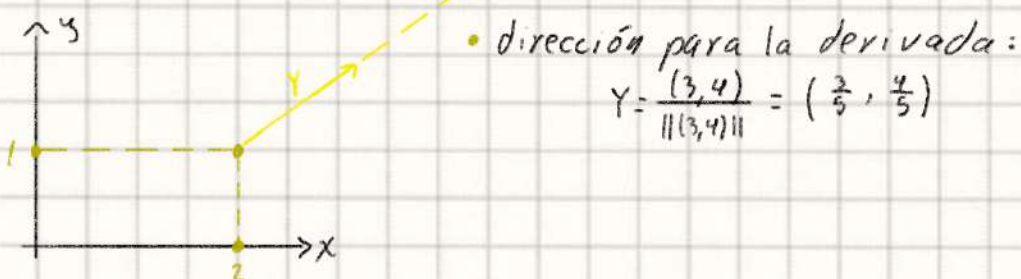 y
• dirección para la derivada:
Y = (3,4) / ||(3,4)|| = (3/5, 4/5)
Y
1
x
2